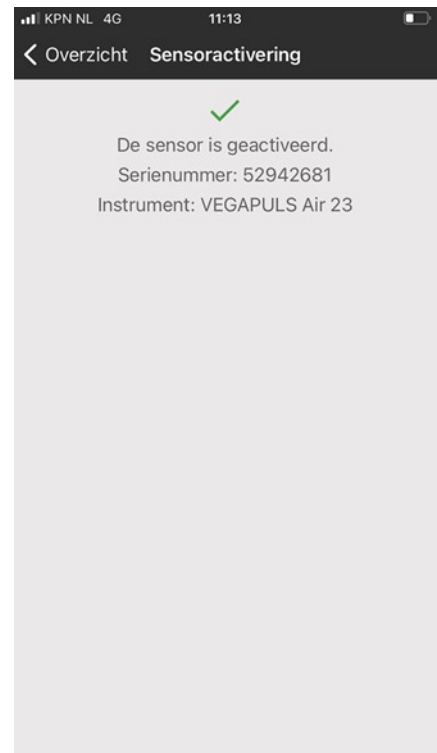 KPN NL 4G 11:13
Overzicht Sensoractivering
De sensor is geactiveerd.
Serienummer: 52942681
Instrument: VEGAPULS Air 23